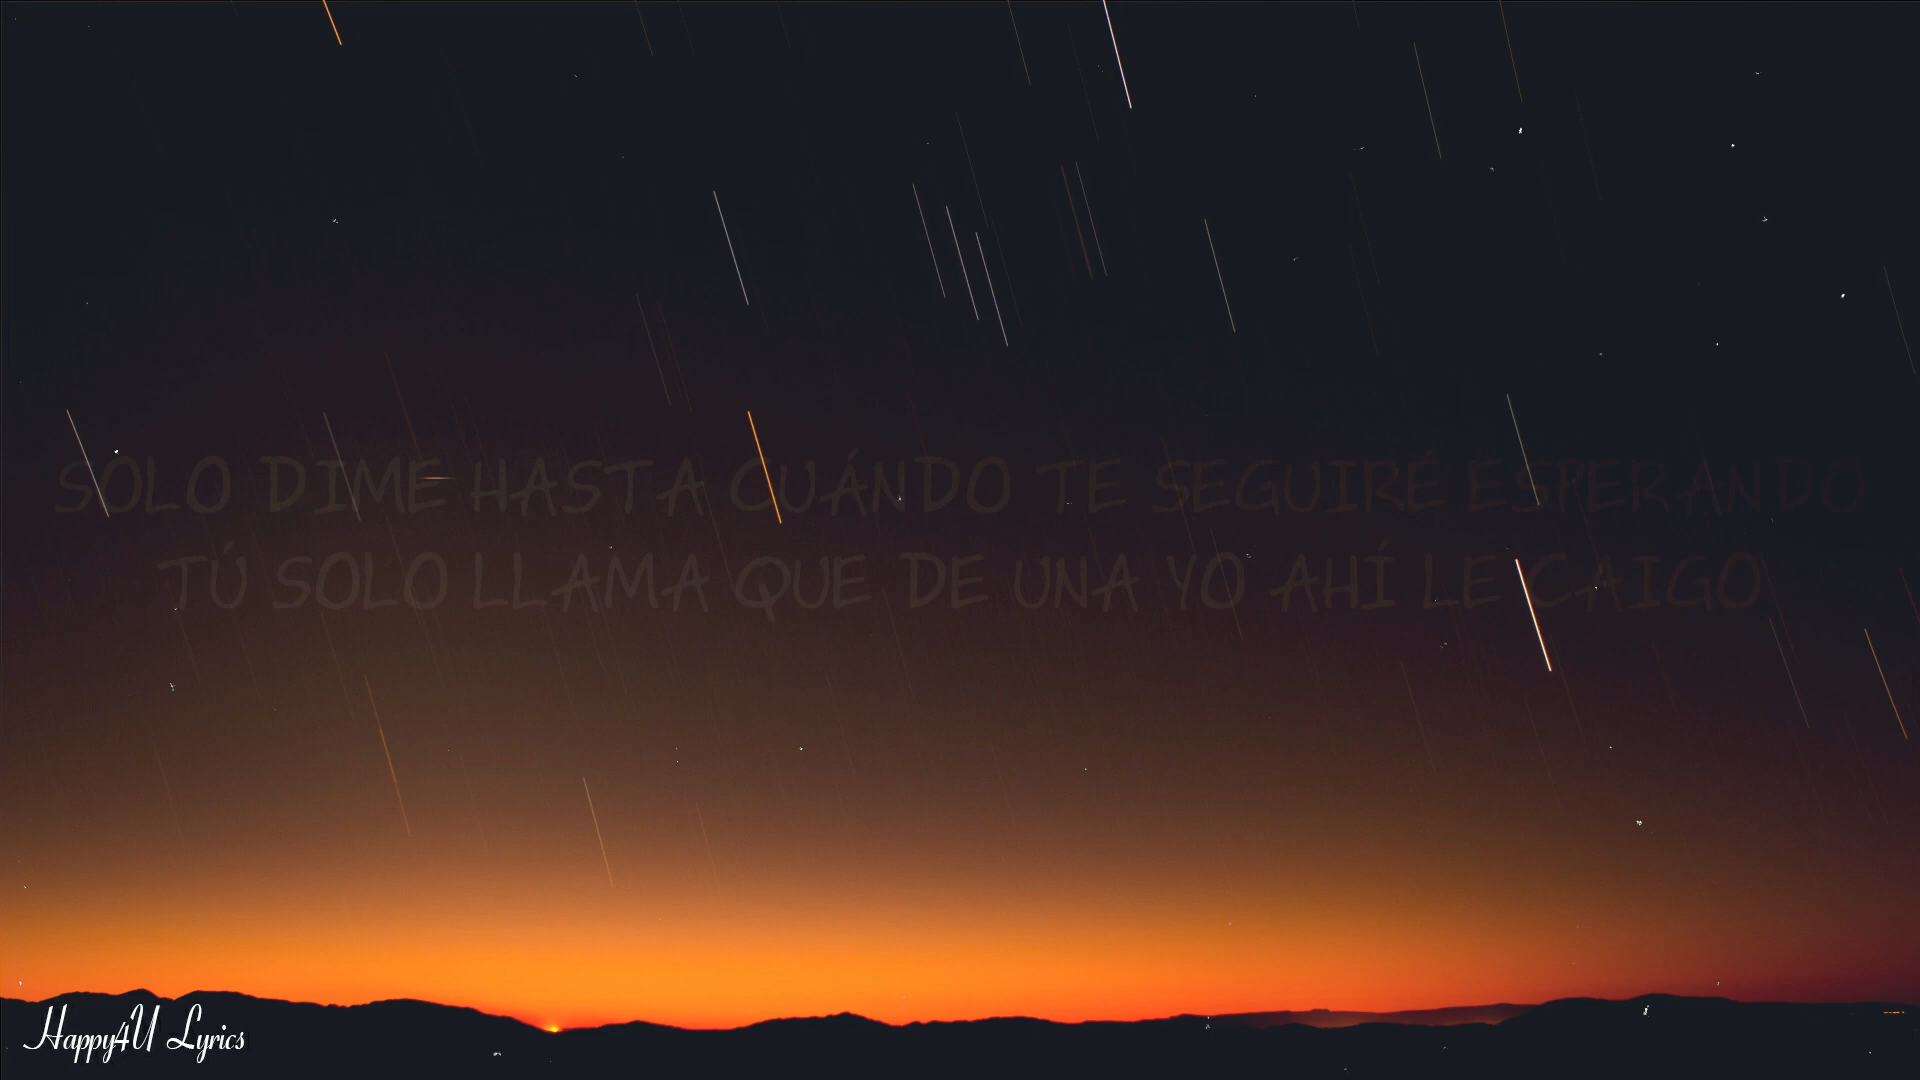 SOLO DIME HASTA CUÁNDO TE SEGUIRÉ ESPERANDO
TÚ SOLO LLAMA QUE DE UNA YO AHÍ LE CAIGO
Happy4U Lyrics